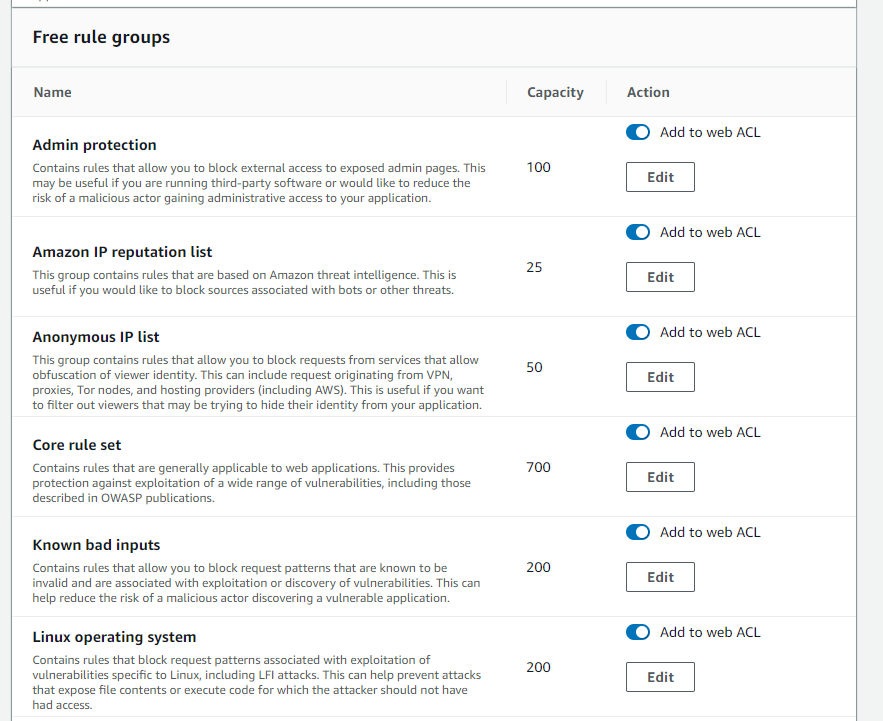 Free rule groups
Name Capacity Action
Admin protection
Contains rules that allow you to block external access to exposed admin pages. This
may be useful if you are running third-party software or would like to reduce the
risk of a malicious actor gaining administrative access to your application.
100
Add to web ACL
Edit
Amazon IP reputation list
This group contains rules that are based on Amazon threat intelligence. This is
useful if you would like to block sources associated with bots or other threats.
25
Add to web ACL
Edit
Anonymous IP list
This group contains rules that allow you to block requests from services that allow
obfuscation of viewer identity. This can include request originating from VPN,
proxies, Tor nodes, and hosting providers (including AWS). This is useful if you want
to filter out viewers that may be trying to hide their identity from your application.
50
Add to web ACL
Edit
Core rule set
Contains rules that are generally applicable to web applications. This provides
protection against exploitation of a wide range of vulnerabilities, including those
described in OWASP publications.
700
Add to web ACL
Edit
Known bad inputs
Contains rules that allow you to block request patterns that are known to be
invalid and are associated with exploitation or discovery of vulnerabilities. This can
help reduce the risk of a malicious actor discovering a vulnerable application.
200
Add to web ACL
Edit
Linux operating system
Contains rules that block request patterns associated with exploitation of
vulnerabilities specific to Linux, including LFI attacks. This can help prevent attacks
that expose file contents or execute code for which the attacker should not have
had access.
200
Add to web ACL
Edit